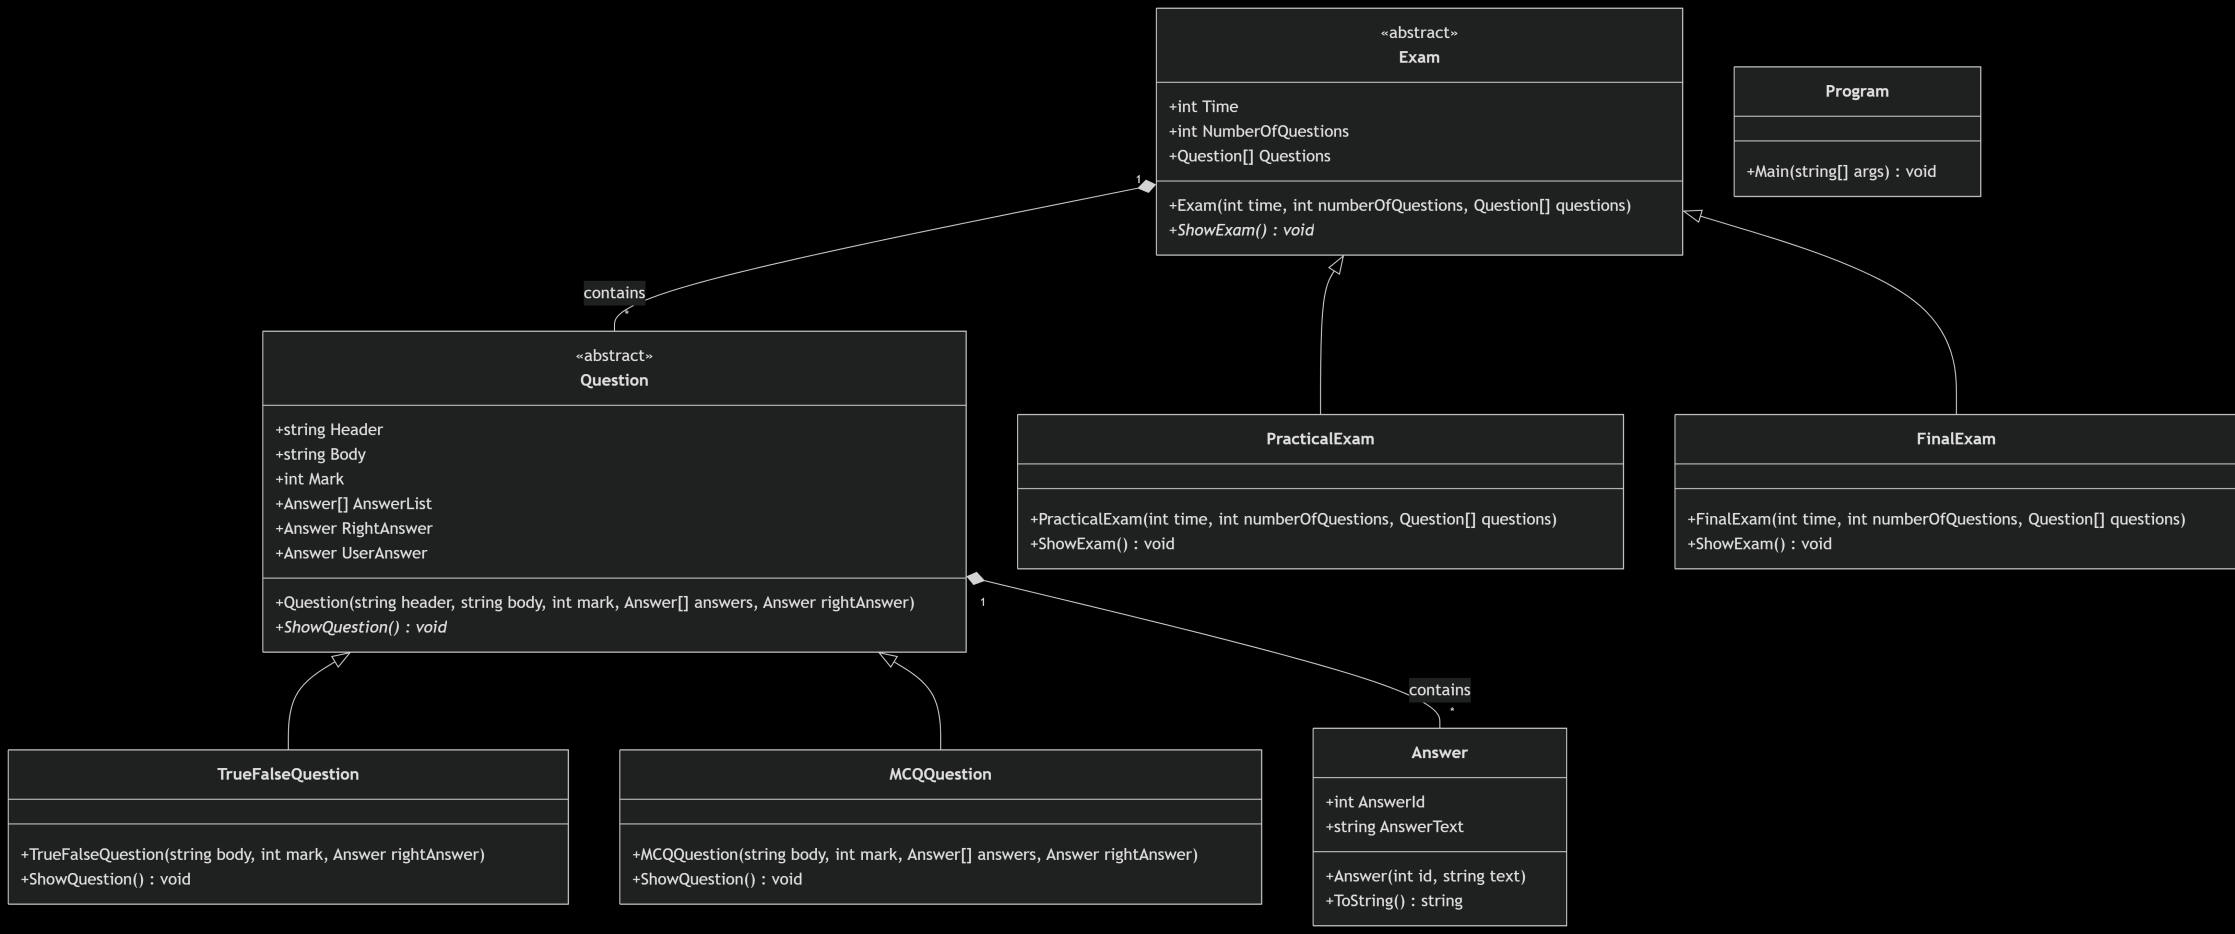 «abstract»
Exam
+int Time
+int NumberOfQuestions
+Question[] Questions
+Exam(int time, int numberOfQuestions, Question[] questions)
+ShowExam() : void
Program
+Main(string[] args) : void
1
contains
*
«abstract»
Question
+string Header
+string Body
+int Mark
+Answer[] AnswerList
+Answer RightAnswer
+Answer UserAnswer
+Question(string header, string body, int mark, Answer[] answers, Answer rightAnswer)
+ShowQuestion() : void
PracticalExam
+PracticalExam(int time, int numberOfQuestions, Question[] questions)
+ShowExam() : void
FinalExam
+FinalExam(int time, int numberOfQuestions, Question[] questions)
+ShowExam() : void
1
contains
*
TrueFalseQuestion
+TrueFalseQuestion(string body, int mark, Answer rightAnswer)
+ShowQuestion() : void
MCQQuestion
+MCQQuestion(string body, int mark, Answer[] answers, Answer rightAnswer)
+ShowQuestion() : void
Answer
+int AnswerId
+string AnswerText
+Answer(int id, string text)
+ToString() : string